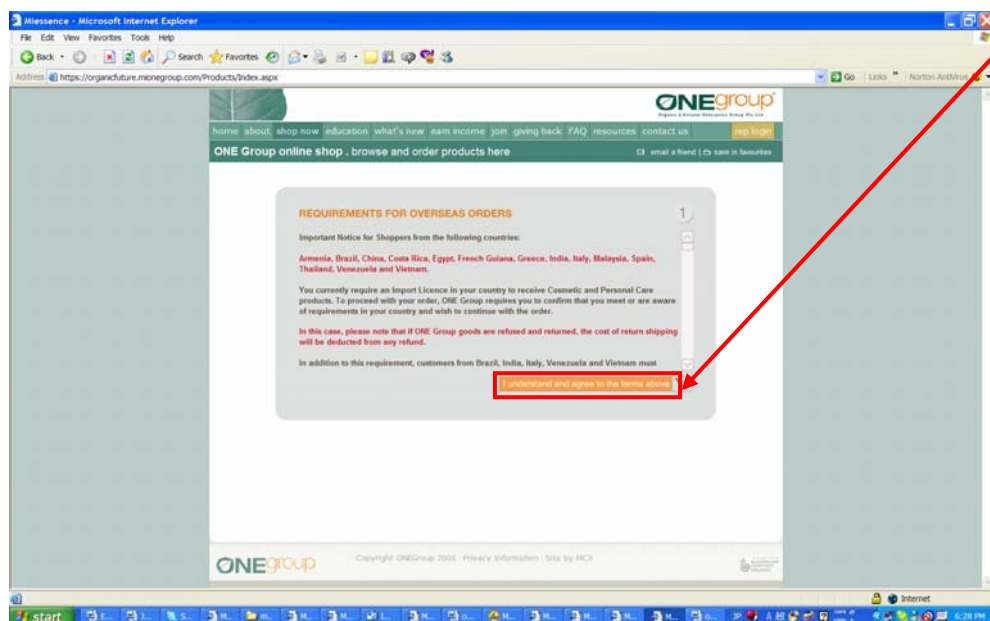 Miessence - Microsoft Internet Explorer
File Edit View Favorites Tools Help
Back Search Favorites
Address https://organicfuture.mionegroup.com/Products/Index.aspx Go Links Norton AntiVirus
ONEgroup
Organic & Natural Enterprise Group Pty Ltd
home about shop now education what's new earn income join giving back FAQ resources contact us rep login
ONE Group online shop . browse and order products here email a friend | save in favourites
REQUIREMENTS FOR OVERSEAS ORDERS 1
Important Notice for Shoppers from the following countries:
Armenia, Brazil, China, Costa Rica, Egypt, French Guiana, Greece, India, Italy, Malaysia, Spain,
Thailand, Venezuela and Vietnam.
You currently require an Import Licence in your country to receive Cosmetic and Personal Care
products. To proceed with your order, ONE Group requires you to confirm that you meet or are aware
of requirements in your country and wish to continue with the order.
In this case, please note that if ONE Group goods are refused and returned, the cost of return shipping
will be deducted from any refund.
In addition to this requirement, customers from Brazil, India, Italy, Venezuela and Vietnam must
I understand and agree to the terms above
ONEgroup Copyright ONEGroup 2005 | Privacy Information | Site by MCX
Internet
start 6:28 PM